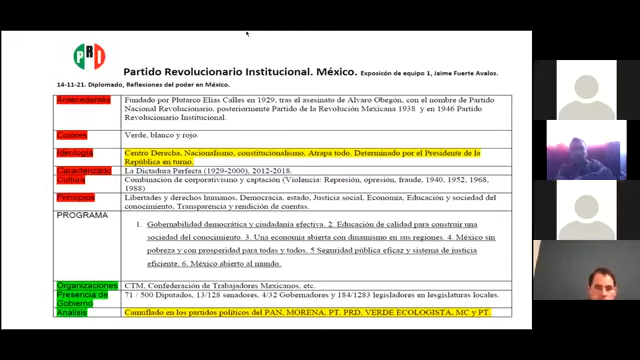 PRI
Partido Revolucionario Institucional. México. Exposicón de equipo 1, Jaime Fuerte Avalos.
14-11-21. Diplomado, Reflexiones del poder en México.
Antecedentes
Fundado por Plutarco Elías Calles en 1929, tras el asesinato de Alvaro Obegón, con el nombre de Partido
Nacional Revolucionario, posteriormente Partido de la Revolución Mexicana 1938 y en 1946 Partido
Revolucionario Institucional.
Colores
Verde, blanco y rojo.
Ideología
Centro Derecha, Nacionalismo, constitucionalismo, Atrapa todo. Determinado por el Presidente de la
República en turno.
Caracterizado
La Dictadura Perfecta (1929-2000), 2012-2018.
Cultura
Combinación de corporativismo y captación (Violencia: Represión, opresión, fraude, 1940, 1952, 1968,
1988)
Principios
Libertades y derechos humanos, Democracia, estado, Justicia social, Economía, Educación y sociedad del
conocimiento, Transparencia y rendición de cuentas.
PROGRAMA
1. Gobernabilidad democrática y ciudadanía efectiva. 2. Educación de calidad para construir una
sociedad del conocimiento. 3. Una economía abierta con dinamismo en sus regiones. 4. México sin
pobreza y con prosperidad para todas y todos. 5 Seguridad pública eficaz y sistema de justicia
eficiente. 6. México abierto al mundo.
Organizaciones
CTM, Confederación de Trabajadores Mexicanos, etc.
Presencia de
Gobierno
71 / 500 Diputados, 13/128 senadores, 4/32 Gobernadores y 184/1283 legisladores en lesgislaturas locales.
Análisis
Camuflado en los partidos políticos del PAN, MORENA, PT. PRD, VERDE ECOLOGISTA, MC y PT.